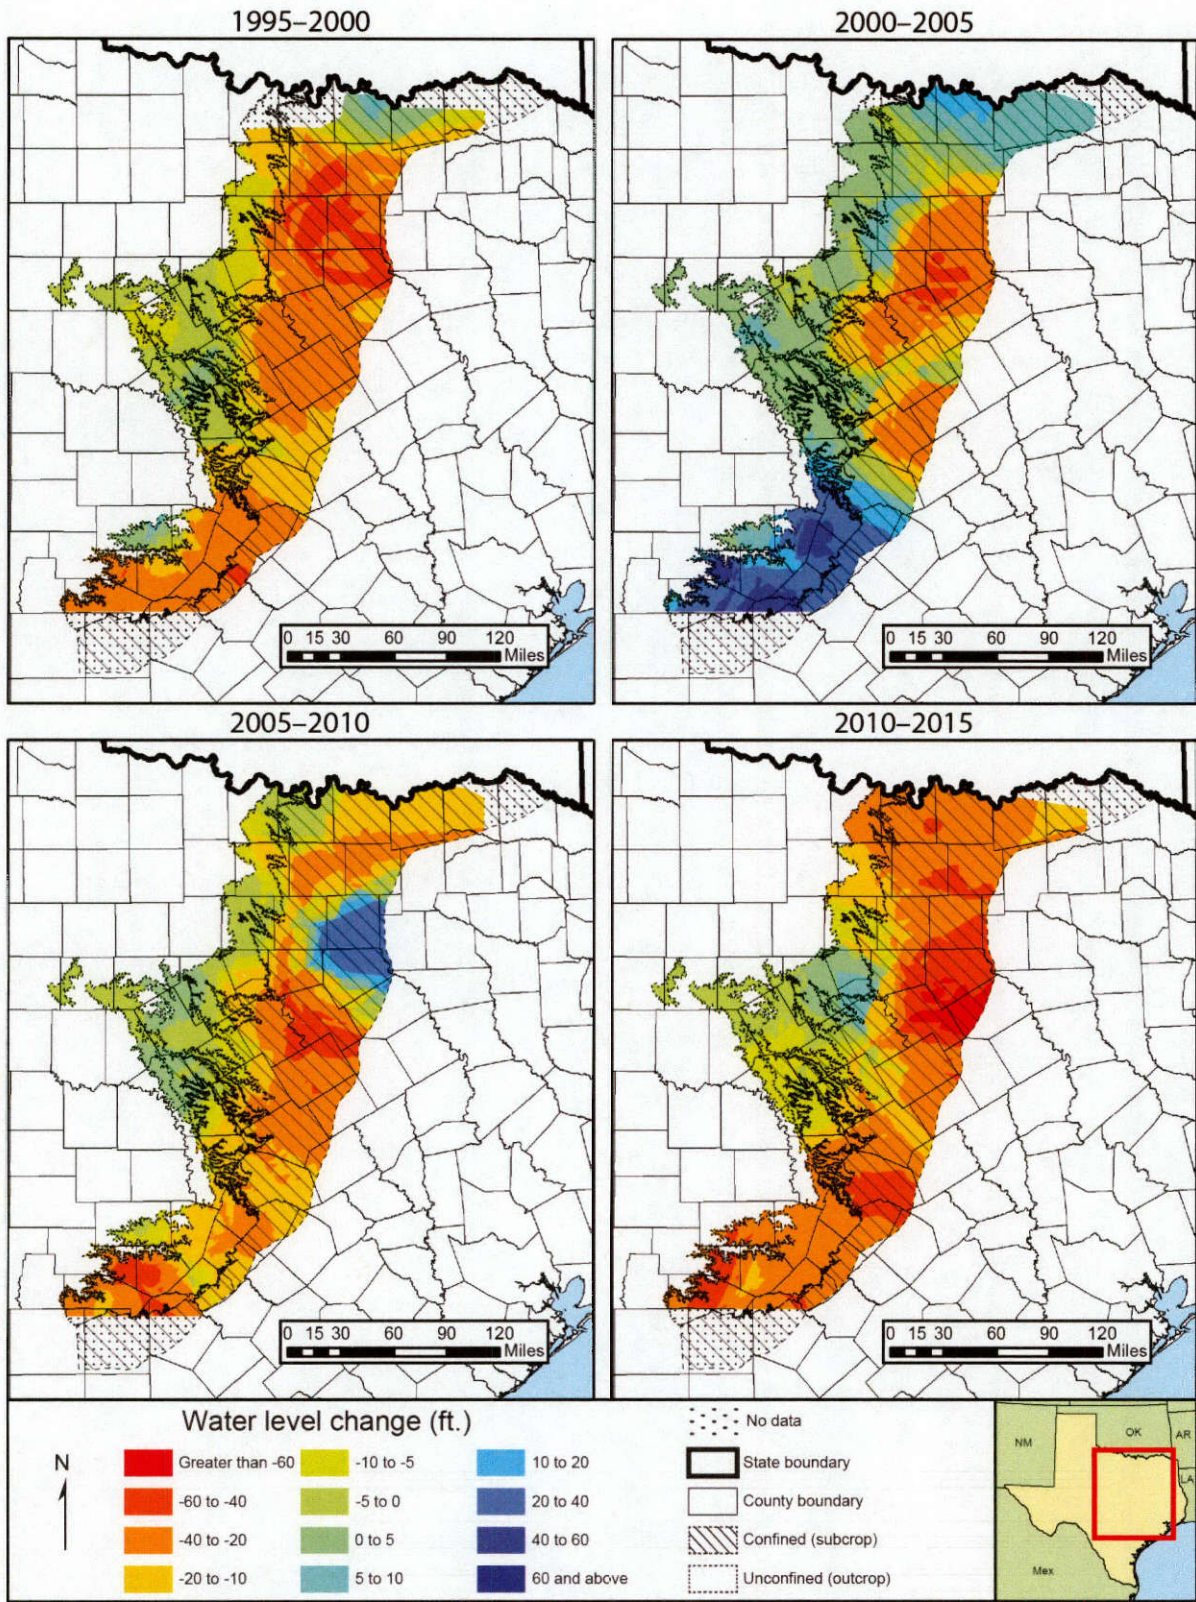 1995–2000
2000–2005
0 15 30 60 90 120
Miles
0 15 30 60 90 120
Miles
2005–2010
2010–2015
0 15 30 60 90 120
Miles
0 15 30 60 90 120
Miles
Water level change (ft.)
N
Greater than -60
-60 to -40
-40 to -20
-20 to -10
-10 to -5
-5 to 0
0 to 5
5 to 10
10 to 20
20 to 40
40 to 60
60 and above
No data
State boundary
County boundary
Confined (subcrop)
Unconfined (outcrop)
NM
OK
AR
LA
Mex